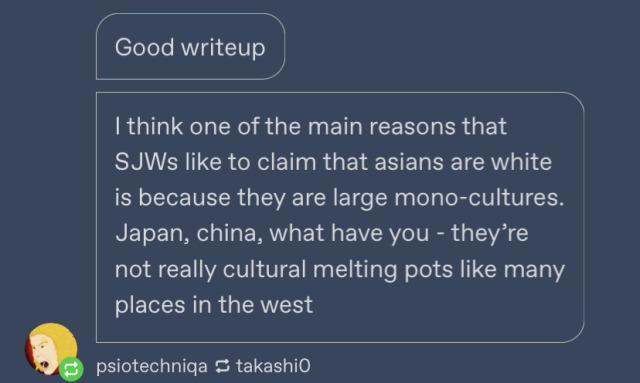 Good writeup
I think one of the main reasons that
SJWs like to claim that asians are white
is because they are large mono-cultures.
Japan, china, what have you - they’re
not really cultural melting pots like many
places in the west
psiotechniqa takashi0